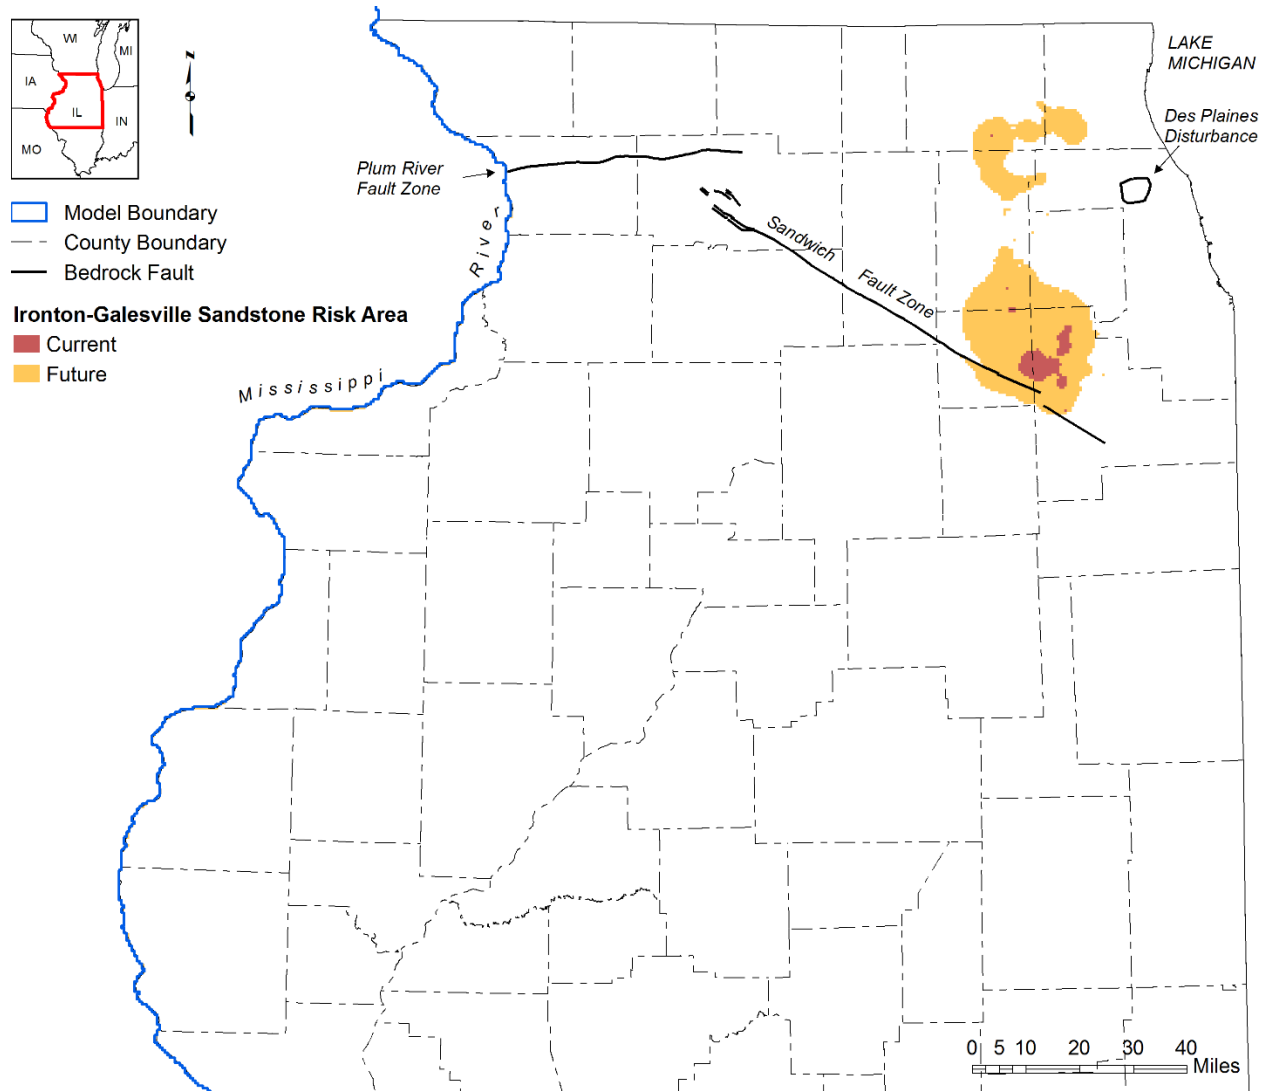 WI
MI
IA
IL
IN
MO
N
LAKE
MICHIGAN
Des Plaines
Disturbance
Plum River
Fault Zone
Model Boundary
County Boundary
Bedrock Fault
Ironton-Galesville Sandstone Risk Area
Current
Future
Sandwich Fault Zone
Mississippi River
0 5 10 20 30 40
Miles